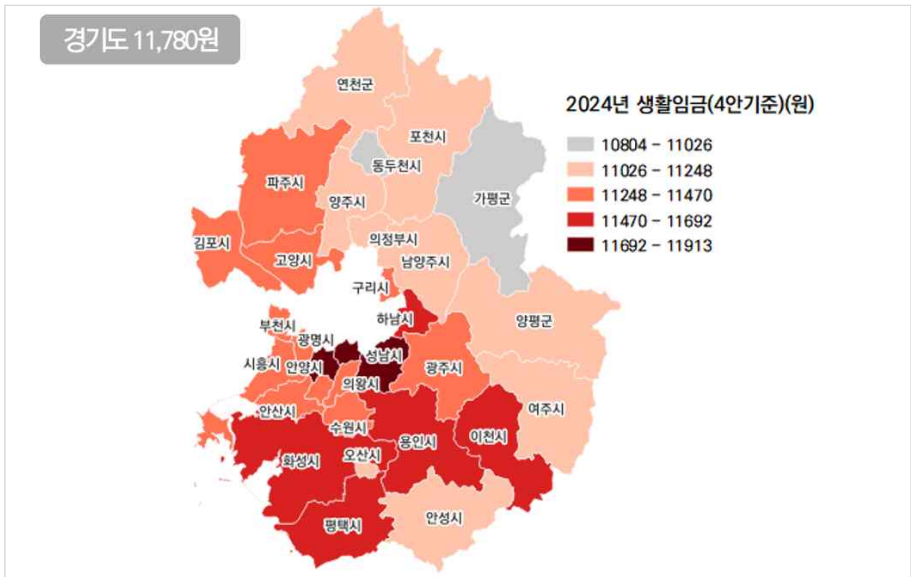 경기도 11,780원
2024년 생활임금(4안기준)(원)
10804 - 11026
11026 - 11248
11248 - 11470
11470 - 11692
11692 - 11913
연천군
포천시
동두천시
파주시
양주시
가평군
김포시
의정부시
고양시
남양주시
구리시
하남시
양평군
부천시
광명시
성남시
시흥시
안양시
광주시
의왕시
안산시
수원시
여주시
용인시
이천시
화성시
오산시
평택시
안성시